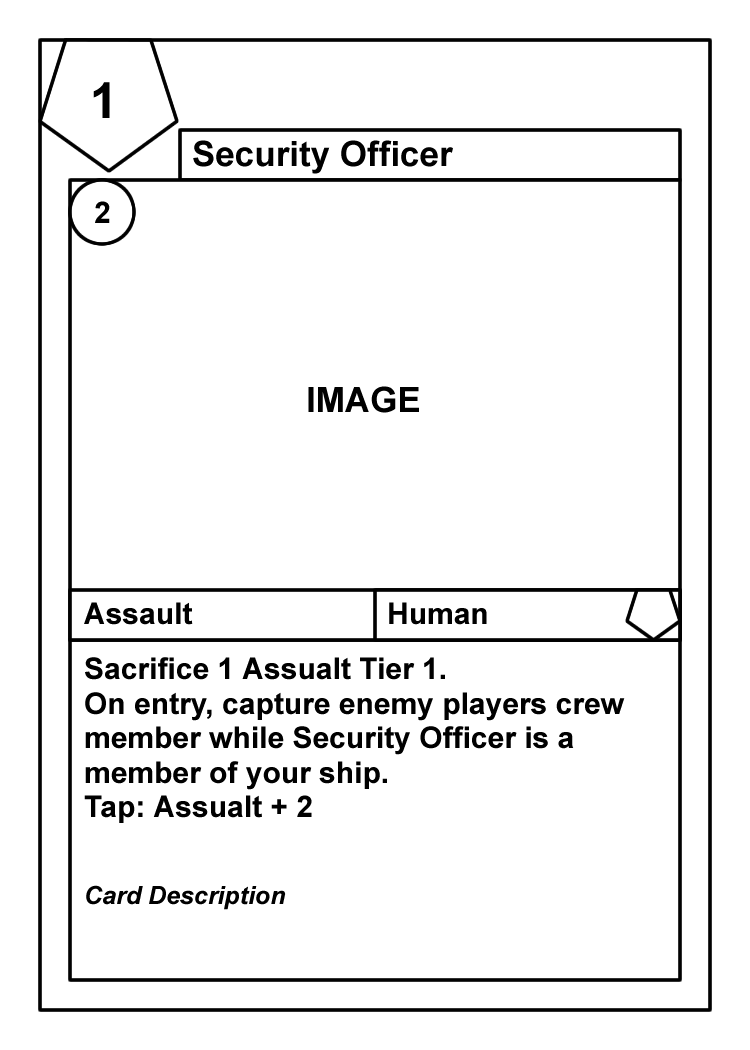 1
Security Officer
2
IMAGE
Assault
Human
Sacrifice 1 Assualt Tier 1.
On entry, capture enemy players crew
member while Security Officer is a
member of your ship.
Tap: Assualt + 2
Card Description